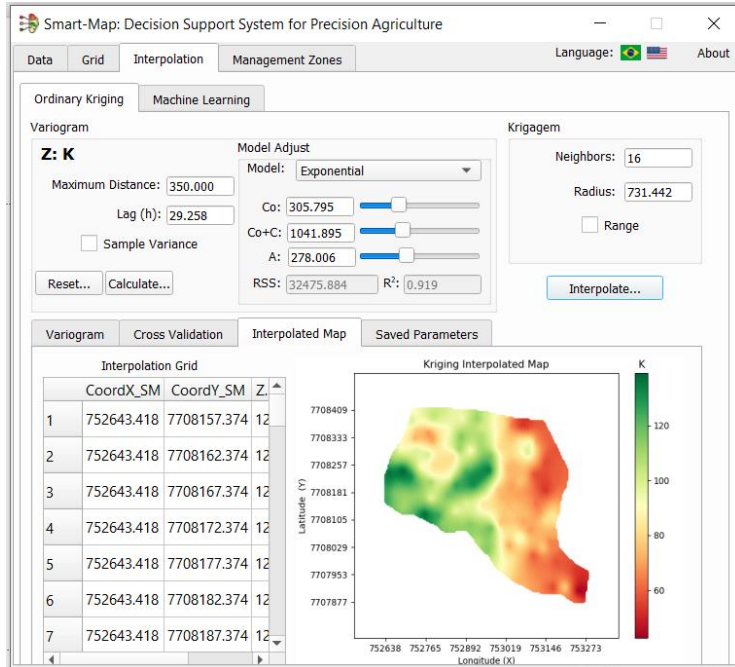 Smart-Map: Decision Support System for Precision Agriculture
Data Grid Interpolation Management Zones Language: About
Ordinary Kriging Machine Learning
Variogram
Z: K
Maximum Distance: 350.000
Lag (h): 29.258
Sample Variance
Reset... Calculate...
Model Adjust
Model: Exponential
Co: 305.795
Co+C: 1041.895
A: 278.006
RSS: 32475.884 R²: 0.919
Krigagem
Neighbors: 16
Radius: 731.442
Range
Interpolate...
Variogram Cross Validation Interpolated Map Saved Parameters
Interpolation Grid
CoordX_SM CoordY_SM Z.
1 752643.418 7708157.374 12
2 752643.418 7708162.374 12
3 752643.418 7708167.374 12
4 752643.418 7708172.374 12
5 752643.418 7708177.374 12
6 752643.418 7708182.374 12
7 752643.418 7708187.374 12
Kriging Interpolated Map
K
Latitude (Y)
7708409
7708333
7708257
7708181
7708105
7708029
7707953
7707877
752638 752765 752892 753019 753146 753273
Longitude (X)
120
100
80
60